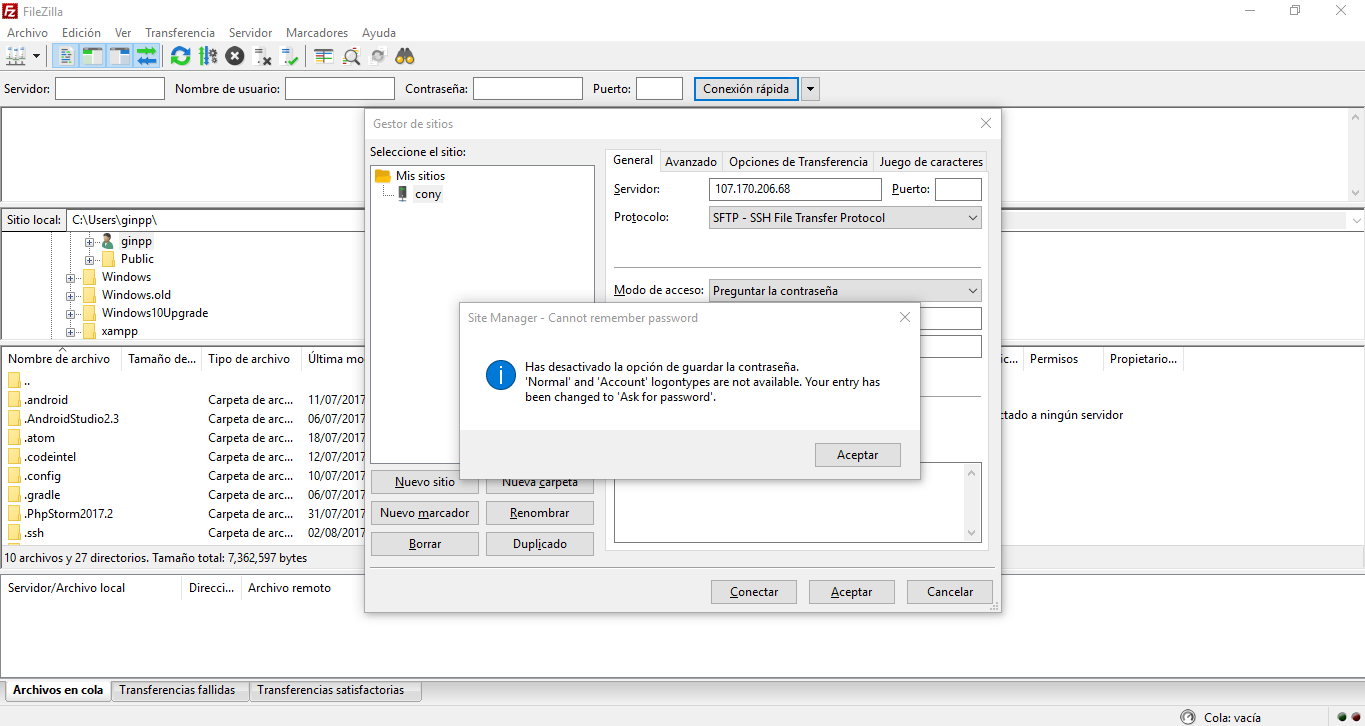 FileZilla
Archivo Edición Ver Transferencia Servidor Marcadores Ayuda
Servidor: Nombre de usuario: Contraseña: Puerto: Conexión rápida
Gestor de sitios
Seleccione el sitio:
Mis sitios
cony
General Avanzado Opciones de Transferencia Juego de caracteres
Servidor: 107.170.206.68 Puerto:
Protocolo: SFTP - SSH File Transfer Protocol
Modo de acceso: Preguntar la contraseña
Site Manager - Cannot remember password
Has desactivado la opción de guardar la contraseña.
'Normal' and 'Account' logontypes are not available. Your entry has
been changed to 'Ask for password'.
Aceptar
Nuevo sitio Nueva carpeta
Nuevo marcador Renombrar
Borrar Duplicado
Conectar Aceptar Cancelar
Sitio local: C:\Users\ginpp\
ginpp
Public
Windows
Windows.old
Windows10Upgrade
xampp
Nombre de archivo Tamaño de... Tipo de archivo Última mo
..
.android Carpeta de arc... 11/07/2017
.AndroidStudio2.3 Carpeta de arc... 06/07/2017
.atom Carpeta de arc... 18/07/2017
.codeintel Carpeta de arc... 12/07/2017
.config Carpeta de arc... 10/07/2017
.gradle Carpeta de arc... 06/07/2017
.PhpStorm2017.2 Carpeta de arc... 31/07/2017
.ssh Carpeta de arc... 02/08/2017
10 archivos y 27 directorios. Tamaño total: 7,362,597 bytes
ic... Permisos Propietario...
ctado a ningún servidor
Servidor/Archivo local Direcci... Archivo remoto
Archivos en cola Transferencias fallidas Transferencias satisfactorias
Cola: vacía